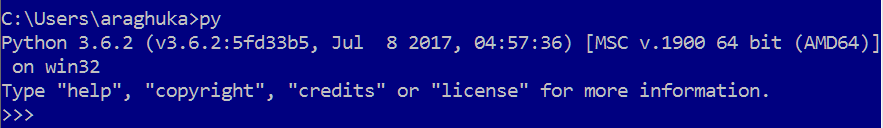 C:\Users\araghuka>py
Python 3.6.2 (v3.6.2:5fd33b5, Jul  8 2017, 04:57:36) [MSC v.1900 64 bit (AMD64)]
 on win32
Type "help", "copyright", "credits" or "license" for more information.
>>>